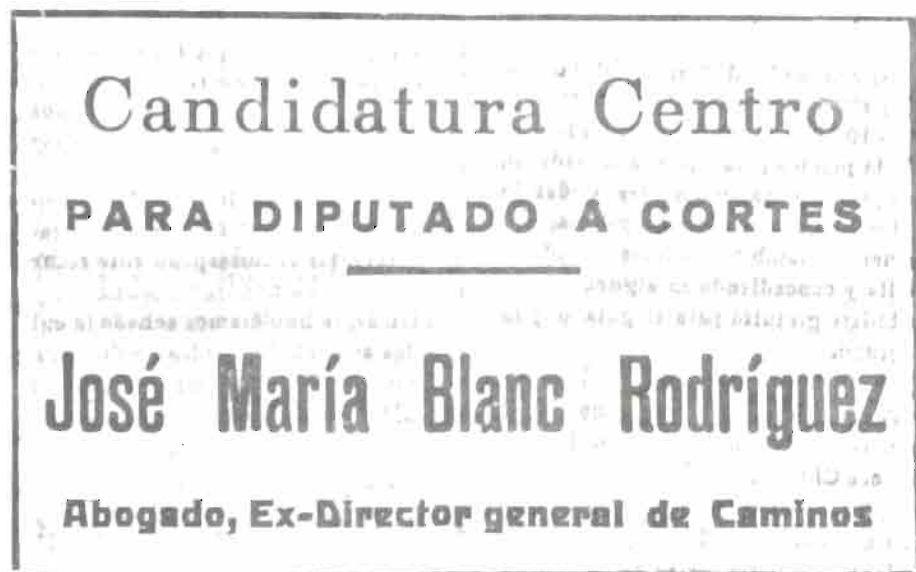 Candidatura Centro
PARA DIPUTADO A CORTES
José María Blanc Rodríguez
Abogado, Ex-Director general de Caminos